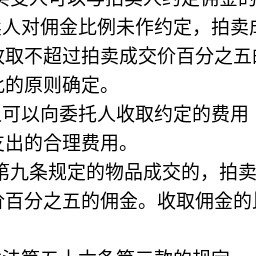 人对佣金比例未作约定，拍卖
收取不超过拍卖成交价百分之五
比的原则确定。
可以向委托人收取约定的费用
支出的合理费用。
第九条规定的物品成交的，拍卖
价百分之五的佣金。收取佣金的